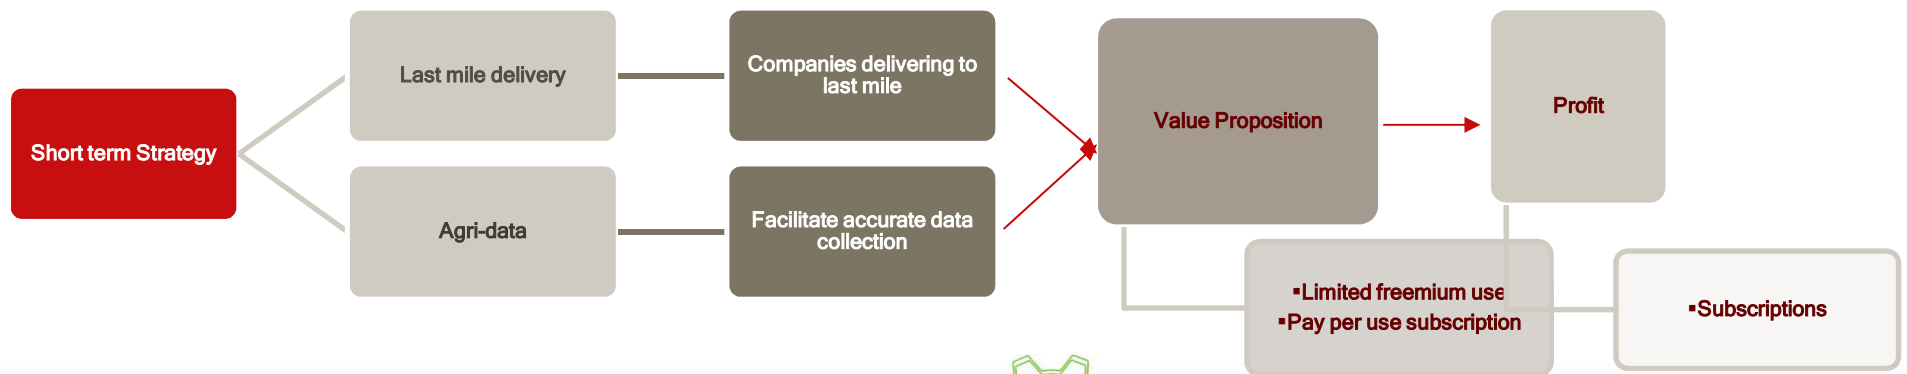 Short term Strategy
Last mile delivery
Agri-data
Companies delivering to
last mile
Facilitate accurate data
collection
Value Proposition
▪Limited freemium use
▪Pay per use subscription
Profit
▪Subscriptions